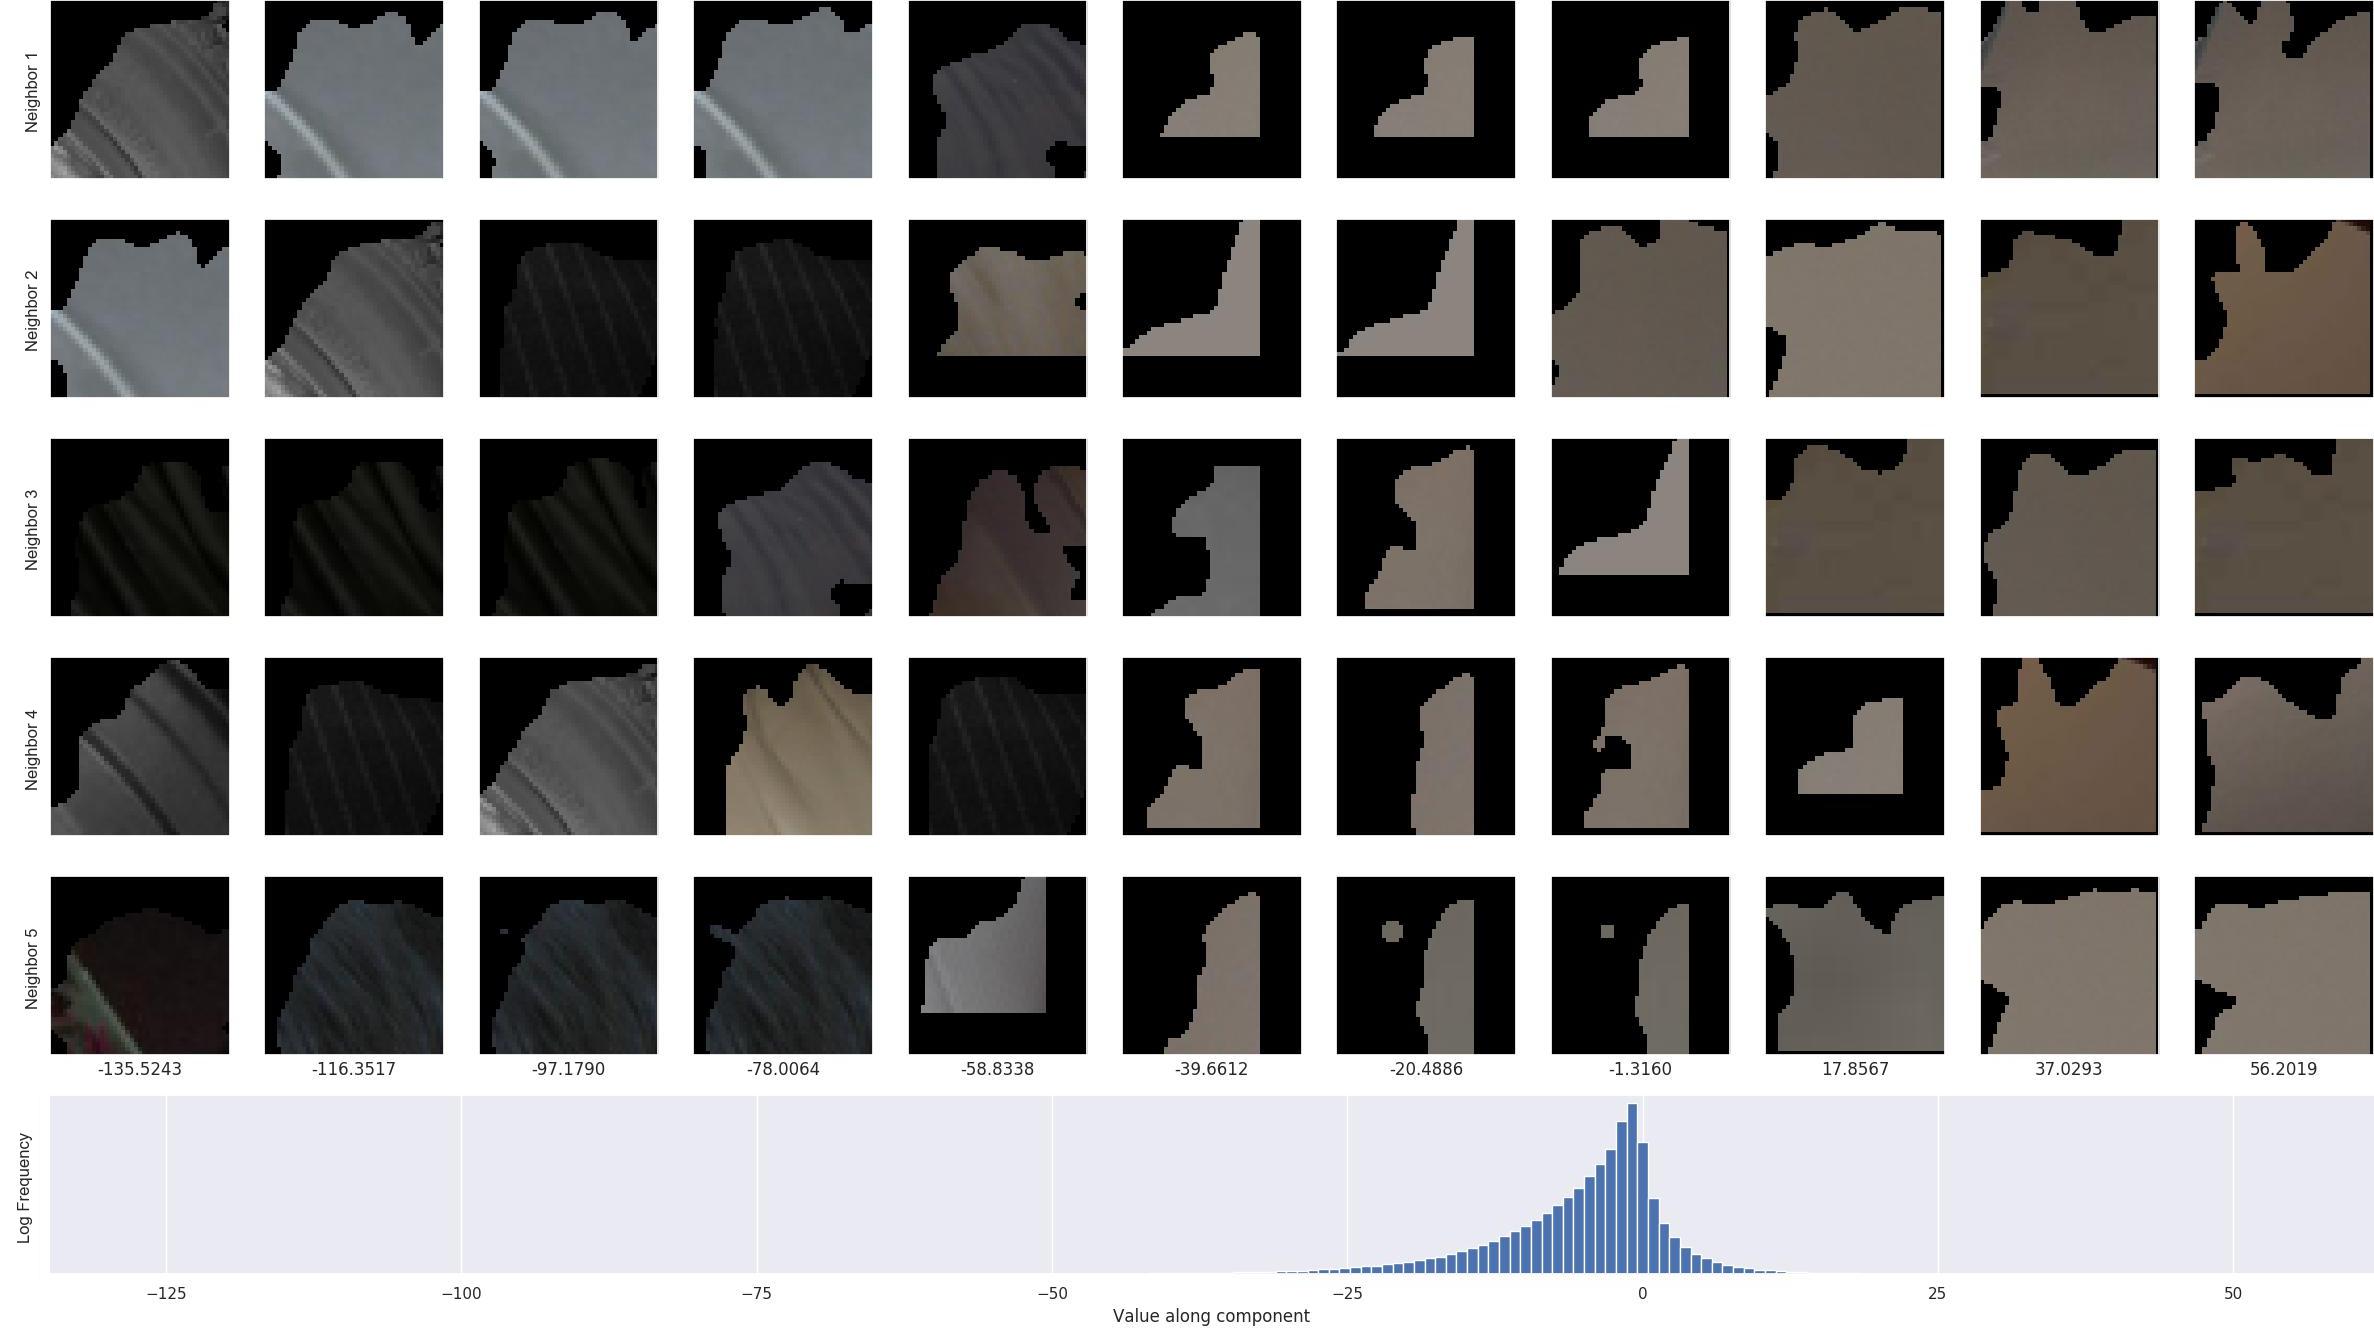 Neighbor 1
Neighbor 2
Neighbor 3
Neighbor 4
Neighbor 5
-135.5243 -116.3517 -97.1790 -78.0064 -58.8338 -39.6612 -20.4886 -1.3160 17.8567 37.0293 56.2019
Log Frequency
−125 −100 −75 −50 −25 0 25 50
Value along component